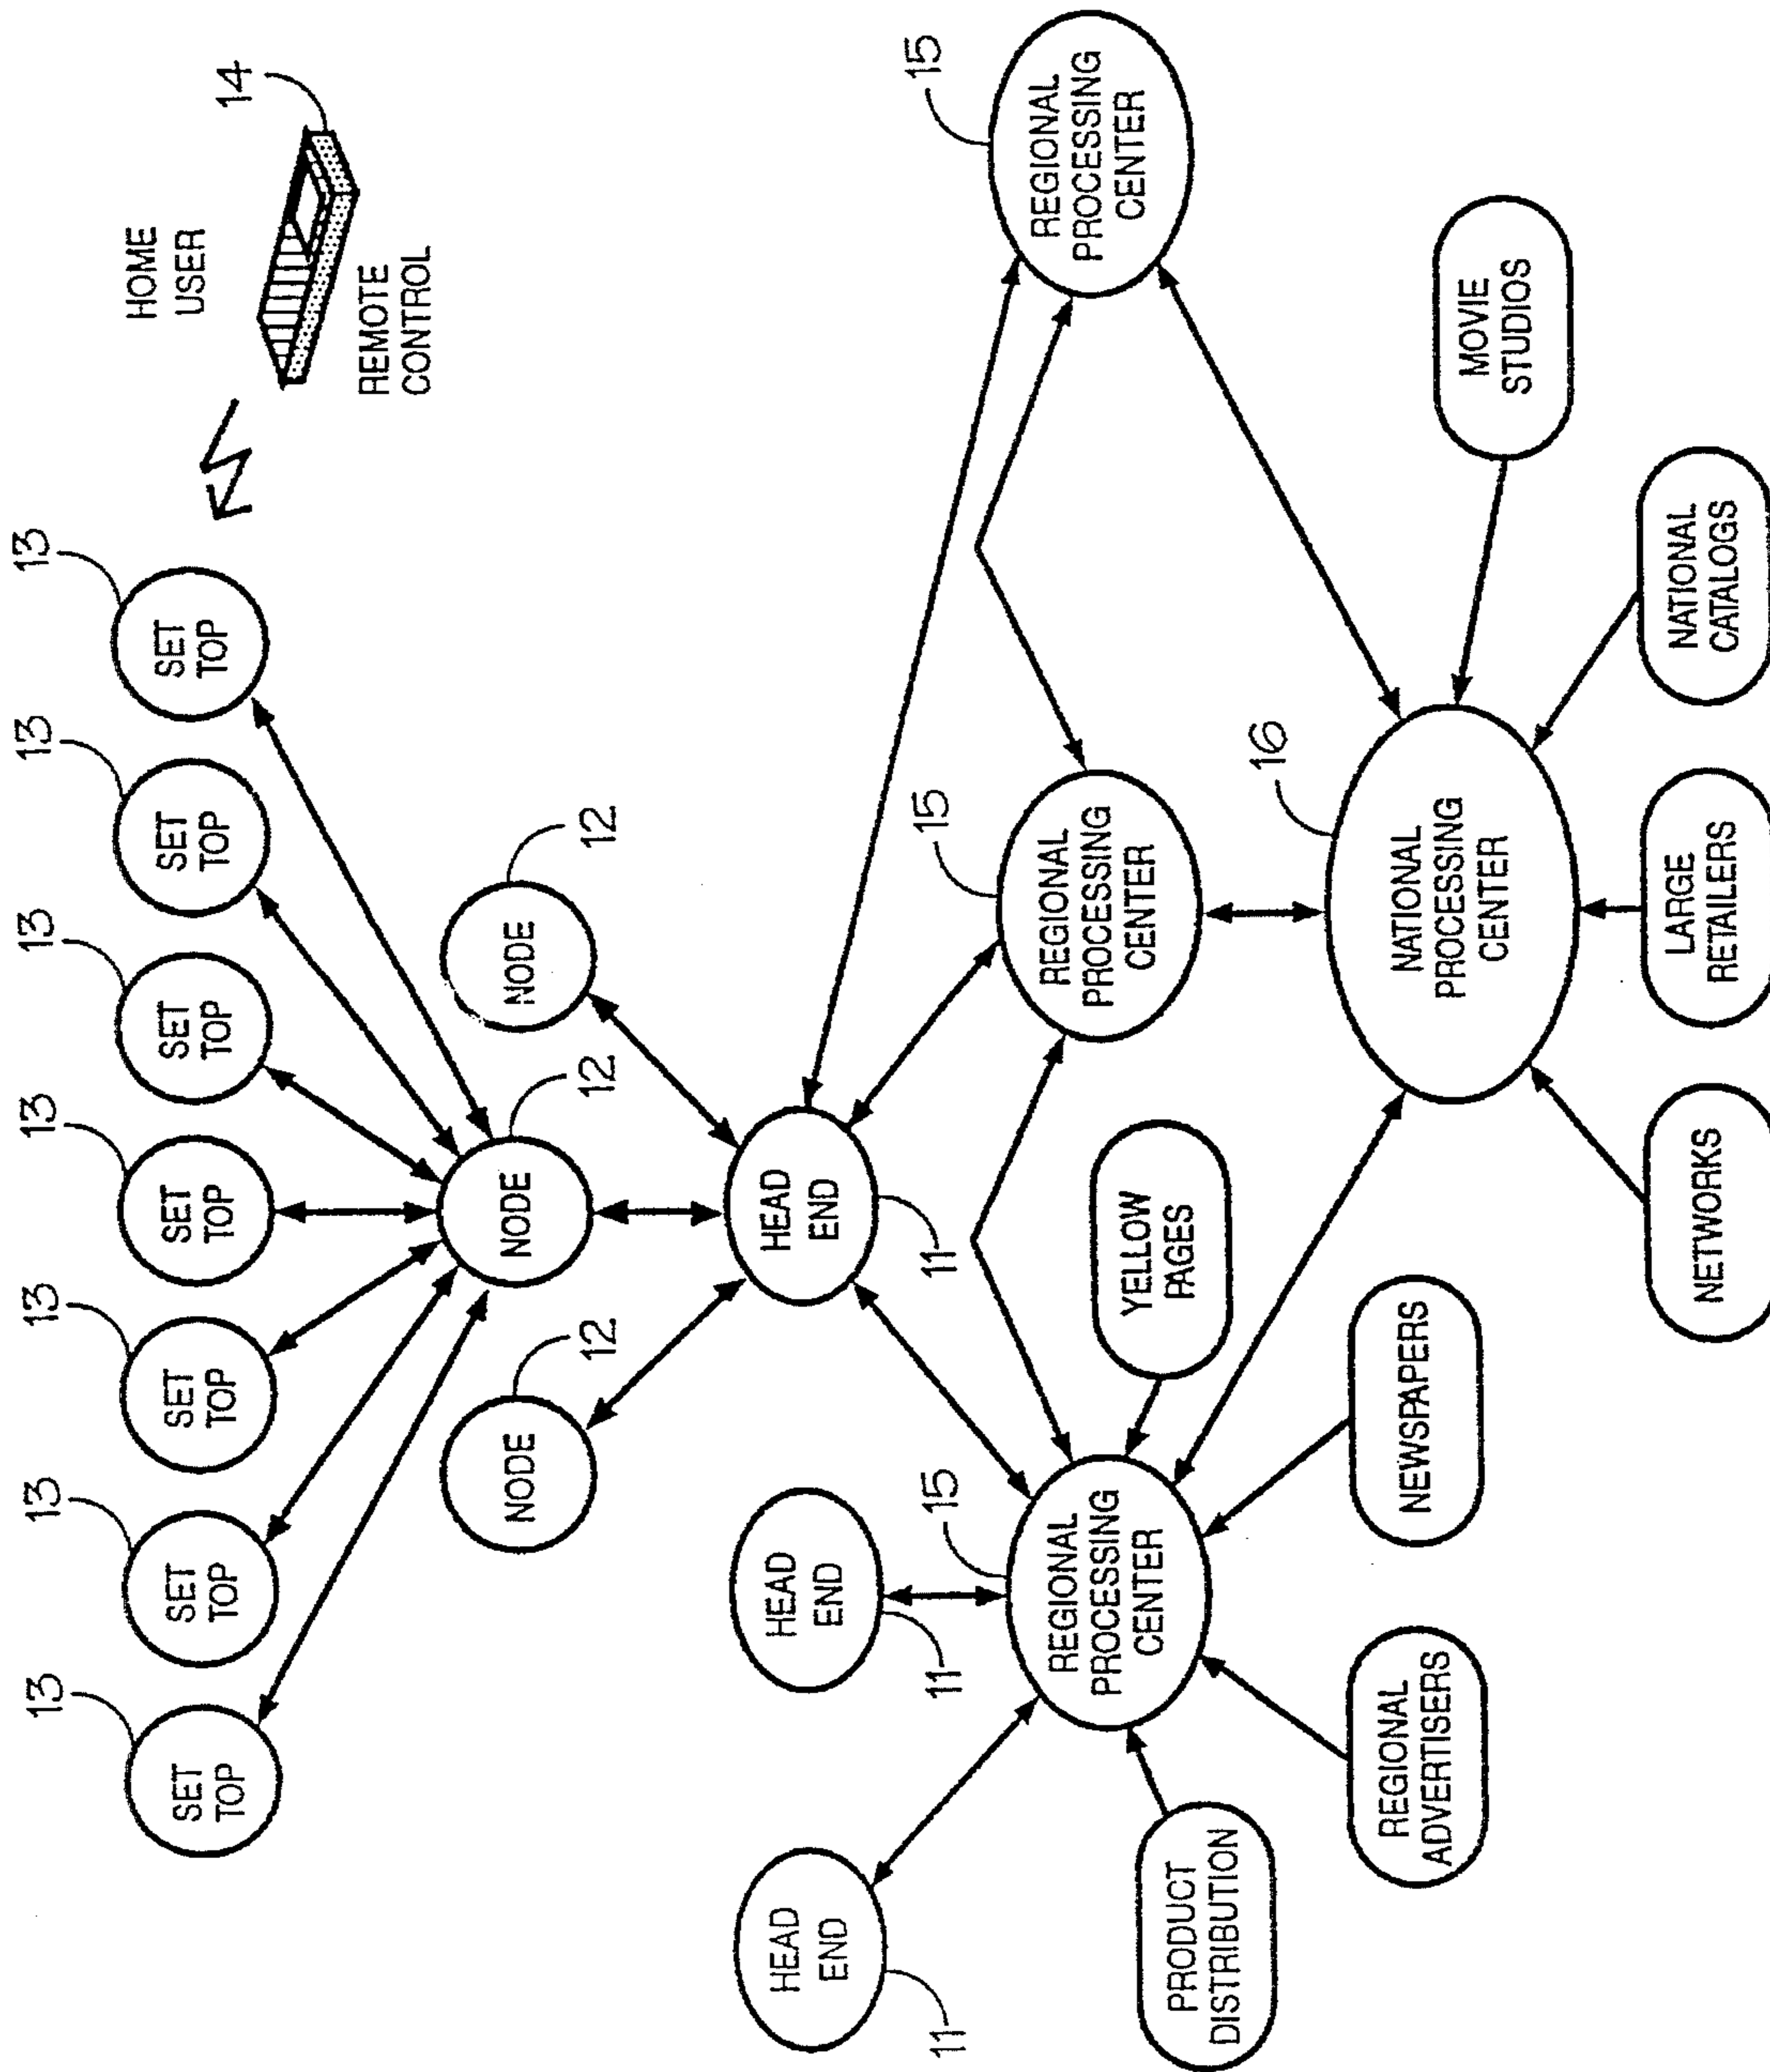 13
SET
TOP
13
SET
TOP
13
SET
TOP
13
SET
TOP
13
SET
TOP
13
SET
TOP
13
SET
TOP
HOME
USER
14
REMOTE
CONTROL
NODE
12
NODE
12
NODE
12
HEAD
END
11
HEAD
END
11
HEAD
END
11
15
REGIONAL
PROCESSING
CENTER
15
REGIONAL
PROCESSING
CENTER
15
REGIONAL
PROCESSING
CENTER
YELLOW
PAGES
PRODUCT
DISTRIBUTION
REGIONAL
ADVERTISERS
NEWSPAPERS
16
NATIONAL
PROCESSING
CENTER
MOVIE
STUDIOS
NETWORKS
LARGE
RETAILERS
NATIONAL
CATALOGS